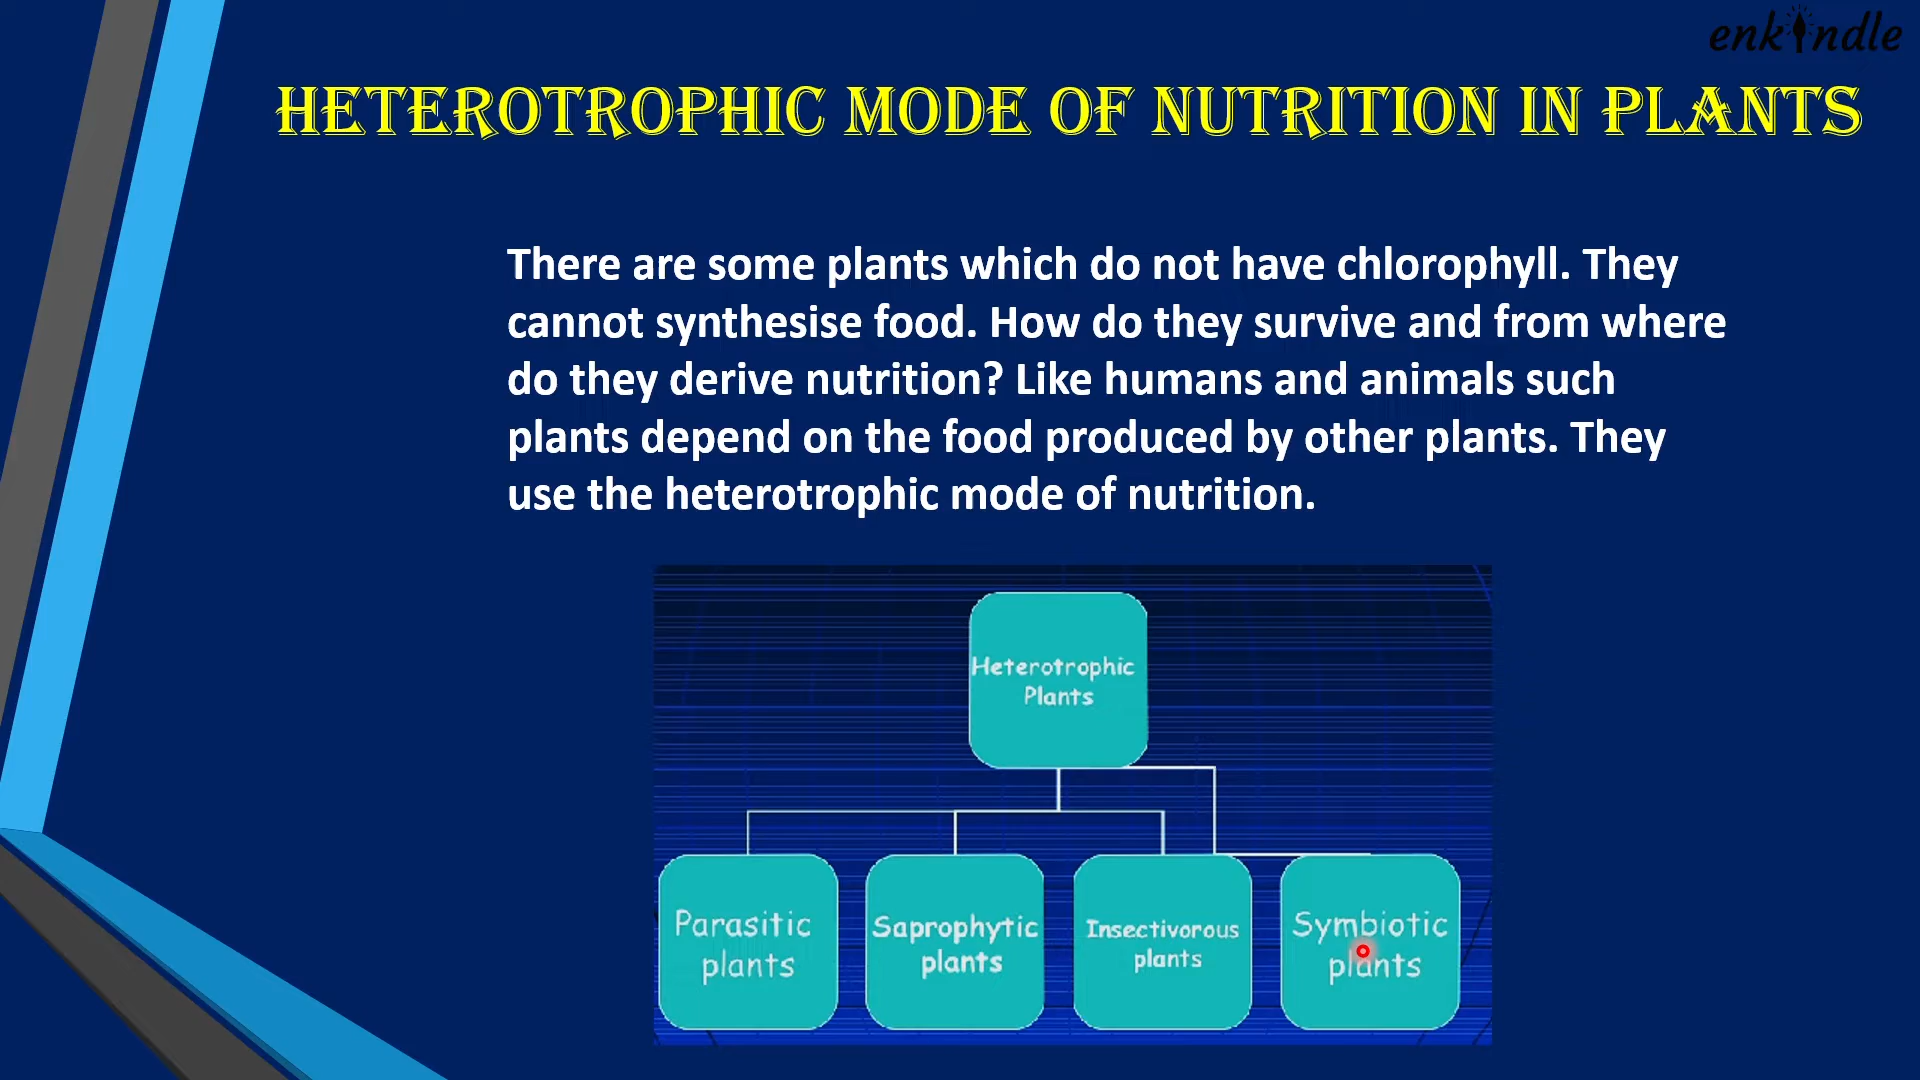 enkindle
HETEROTROPHIC MODE OF NUTRITION IN PLANTS
There are some plants which do not have chlorophyll. They
cannot synthesise food. How do they survive and from where
do they derive nutrition? Like humans and animals such
plants depend on the food produced by other plants. They
use the heterotrophic mode of nutrition.
Heterotrophic
Plants
Parasitic
plants
Saprophytic
plants
Insectivorous
plants
Symbiotic
plants